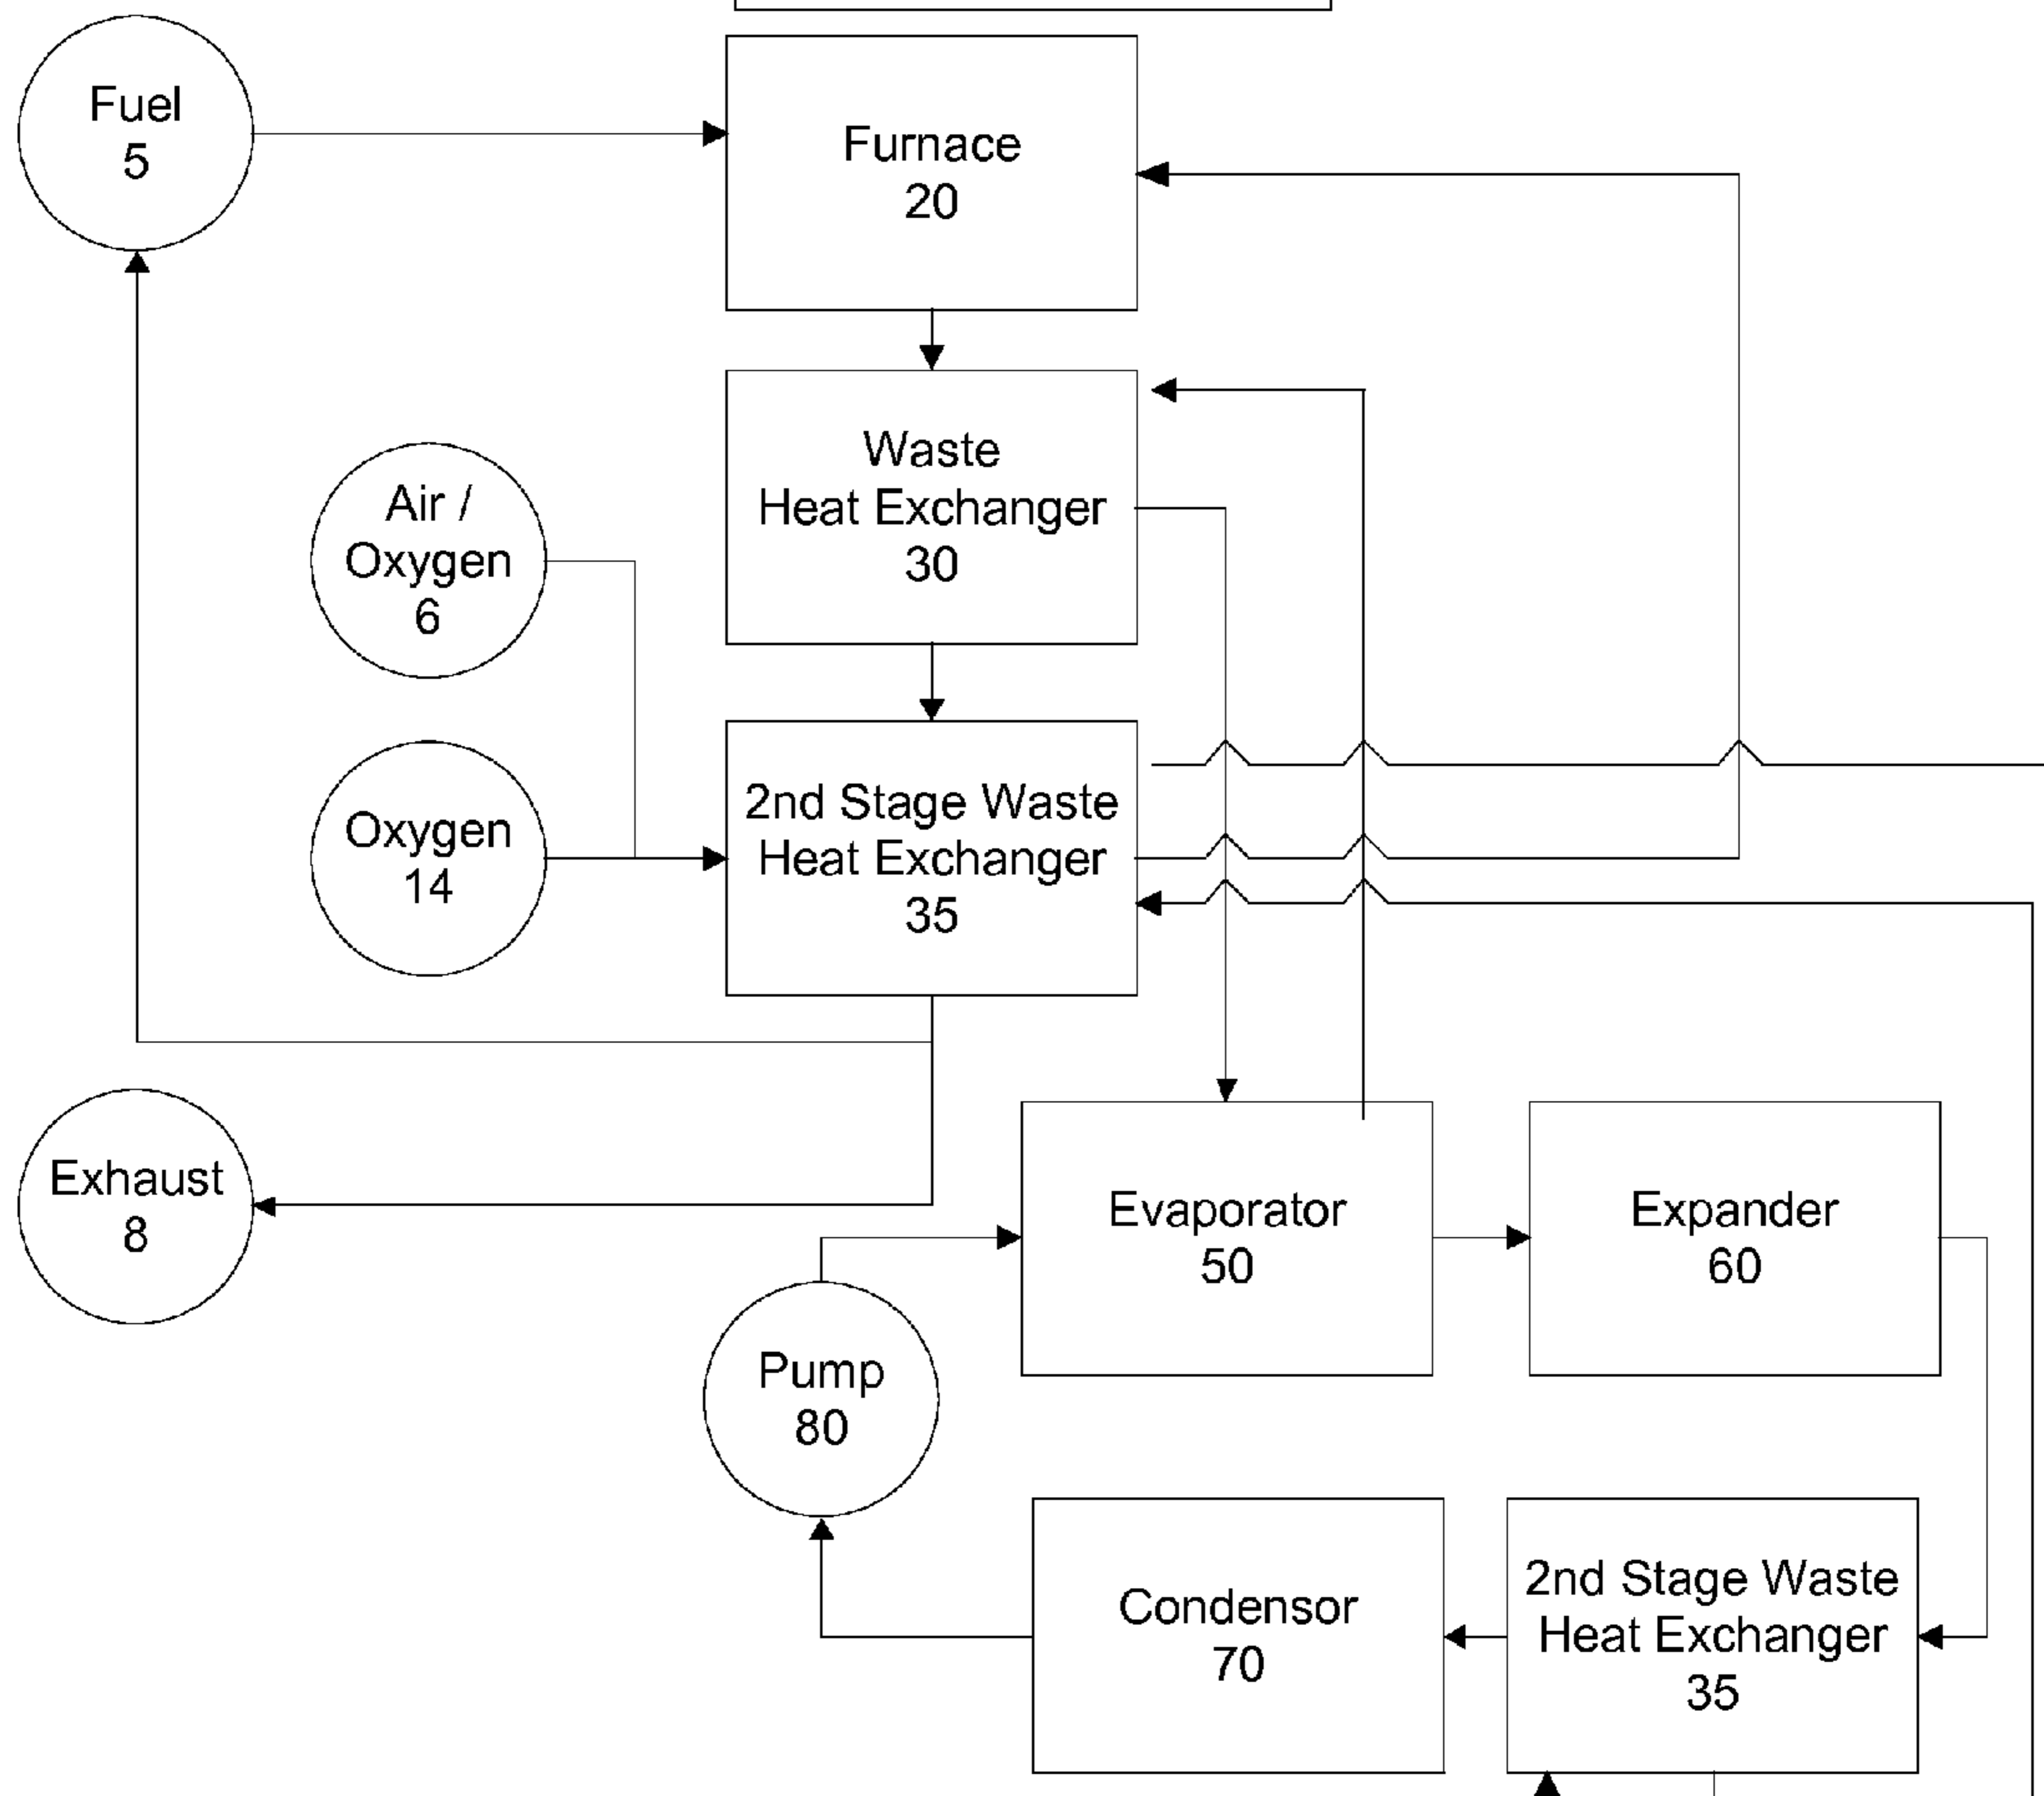 Fuel
5
Furnace
20
Waste
Heat Exchanger
30
Air /
Oxygen
6
2nd Stage Waste
Heat Exchanger
35
Oxygen
14
Exhaust
8
Evaporator
50
Expander
60
Pump
80
Condensor
70
2nd Stage Waste
Heat Exchanger
35